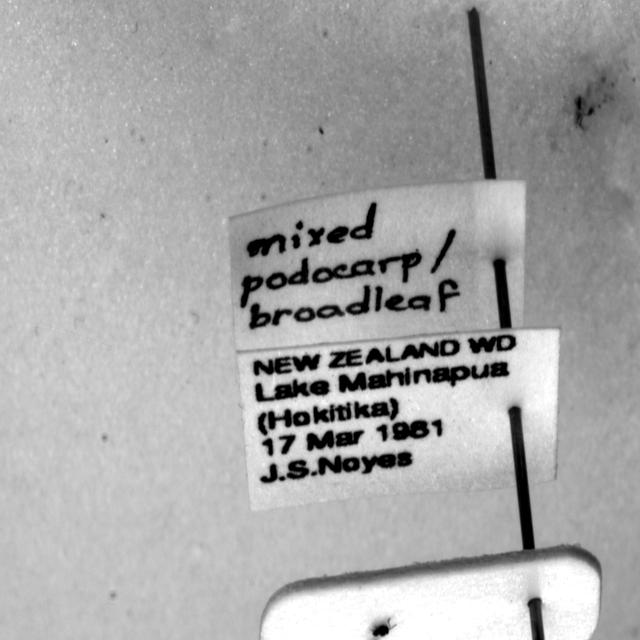 mixed
podocarp/
broadleaf
NEW ZEALAND WD
Lake Mahinapua
(Hokitika)
17 Mar 1981
J.S.Noyes